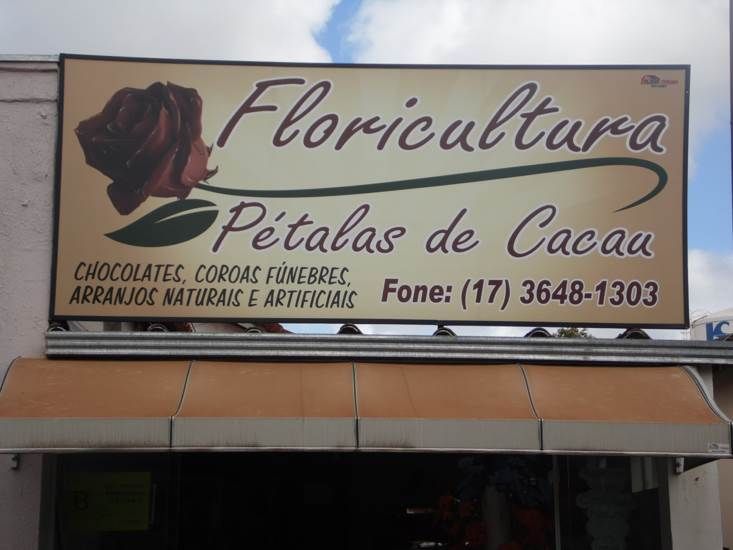 Floricultura
Pétalas de Cacau
CHOCOLATES, COROAS FÚNEBRES,
ARRANJOS NATURAIS E ARTIFICIAIS
Fone: (17) 3648-1303